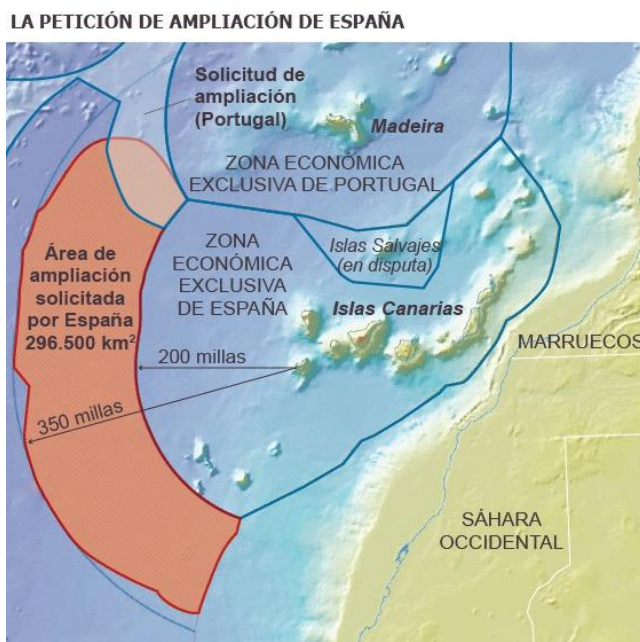 LA PETICIÓN DE AMPLIACIÓN DE ESPAÑA
Solicitud de
ampliación
(Portugal)
Madeira
ZONA ECONÓMICA
EXCLUSIVA DE PORTUGAL
Área de
ampliación
solicitada
por España
296.500 km²
ZONA
ECONÓMICA
EXCLUSIVA
DE ESPAÑA
Islas Salvajes
(en disputa)
Islas Canarias
MARRUECOS
200 millas
350 millas
SÁHARA
OCCIDENTAL